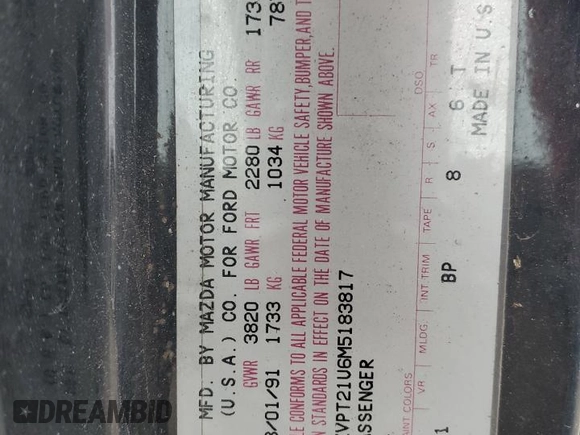 MFD. BY MAZDA MOTOR MANUFACTURING
(U.S.A.) CO. FOR FORD MOTOR CO.
GVWR 3820 LB GAWR FRT 2280 LB GAWR RR 173
/01/91 1733 KG 1034 KG 78
LE CONFORMS TO ALL APPLICABLE FEDERAL MOTOR VEHICLE SAFETY, BUMPER, AND T
STANDARDS IN EFFECT ON THE DATE OF MANUFACTURE SHOWN ABOVE.
VPT21U6M5183817
SSENGER
INT COLORS DSO
VR MLDG. INT TRIM TAPE R S. AX TR
1 BP 8 6 T
MADE IN U.S
DREAMBID.COM